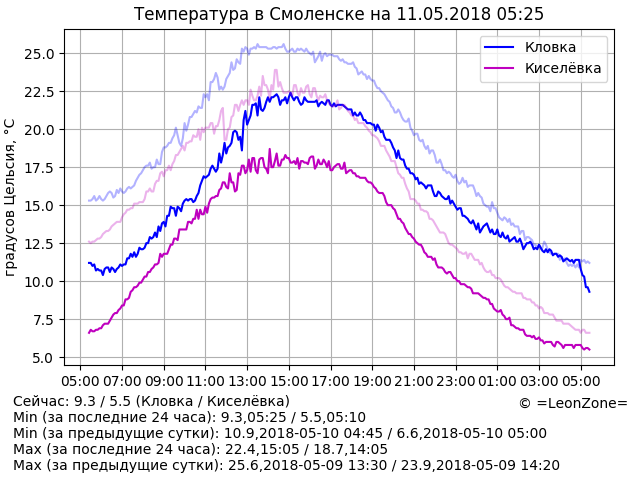 Температура в Смоленске на 11.05.2018 05:25
Кловка
Киселёвка
градусов Цельсия, °C
25.0
22.5
20.0
17.5
15.0
12.5
10.0
7.5
5.0
05:00 07:00 09:00 11:00 13:00 15:00 17:00 19:00 21:00 23:00 01:00 03:00 05:00
Сейчас: 9.3 / 5.5 (Кловка / Киселёвка)
© =LeonZone=
Min (за последние 24 часа): 9.3,05:25 / 5.5,05:10
Min (за предыдущие сутки): 10.9,2018-05-10 04:45 / 6.6,2018-05-10 05:00
Max (за последние 24 часа): 22.4,15:05 / 18.7,14:05
Max (за предыдущие сутки): 25.6,2018-05-09 13:30 / 23.9,2018-05-09 14:20